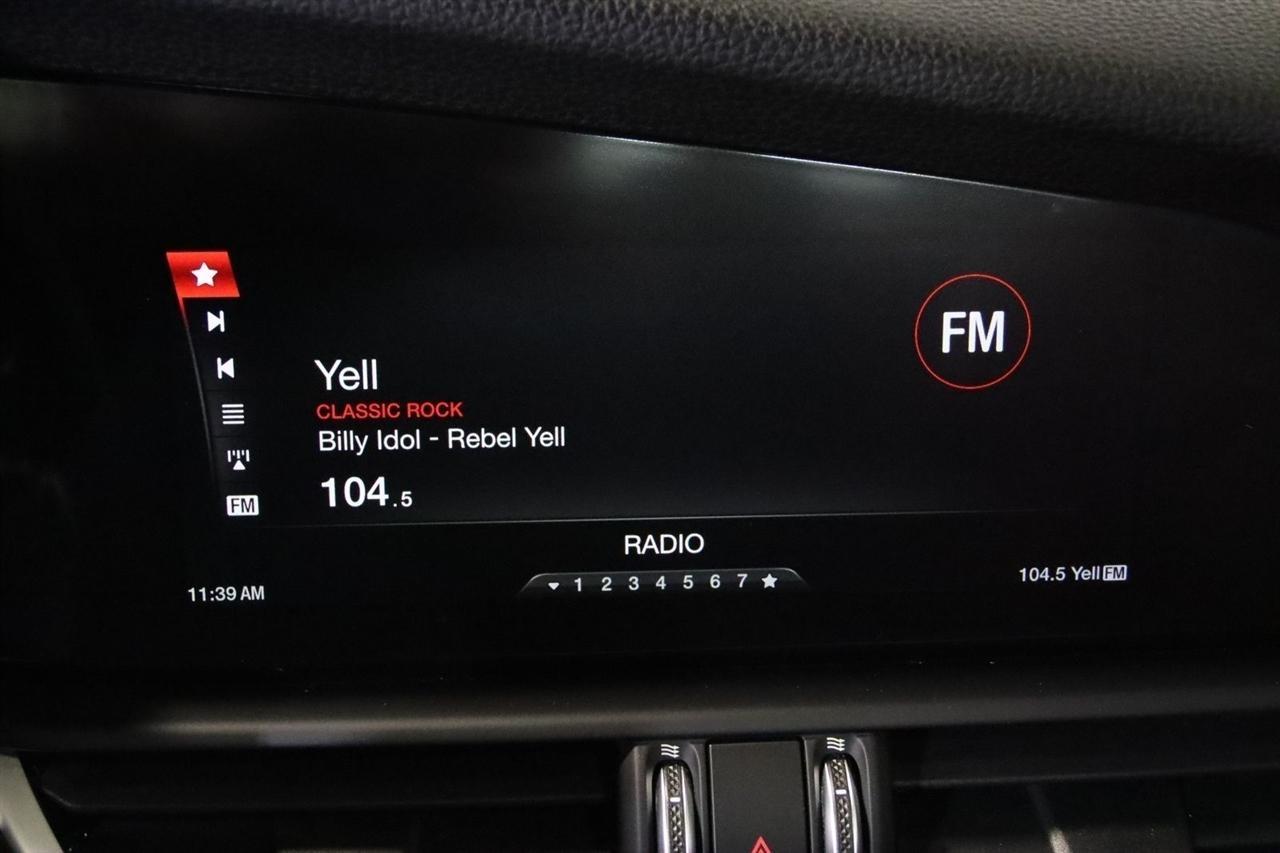 FM
Yell
CLASSIC ROCK
Billy Idol - Rebel Yell
104.5
FM
RADIO
1 2 3 4 5 6 7
11:39 AM
104.5 Yell FM